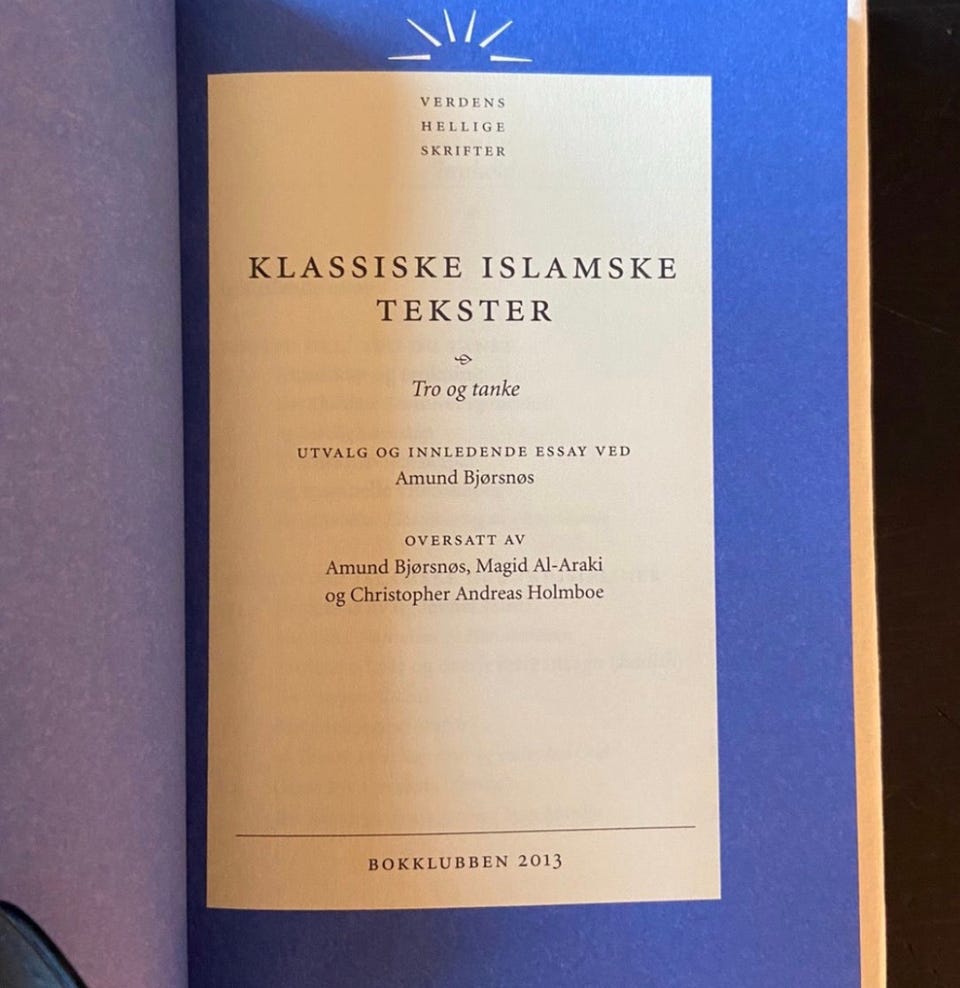 VERDENS
HELLIGE
SKRIFTER
KLASSISKE ISLAMSKE
TEKSTER
Tro og tanke
UTVALG OG INNLEDENDE ESSAY VED
Amund Bjørsnøs
OVERSATT AV
Amund Bjørsnøs, Magid Al-Araki
og Christopher Andreas Holmboe
BOKKLUBBEN 2013